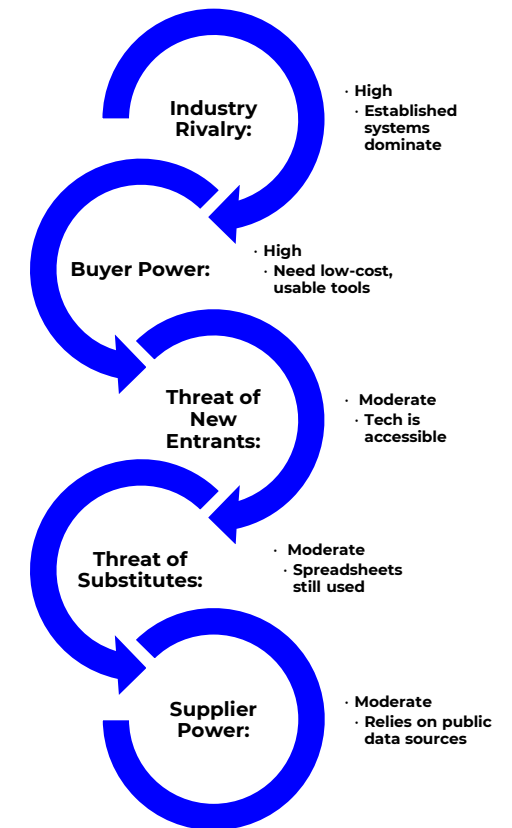 Industry
Rivalry:
· High
· Established
systems
dominate
Buyer Power:
· High
· Need low-cost,
usable tools
Threat of
New
Entrants:
· Moderate
· Tech is
accessible
Threat of
Substitutes:
· Moderate
· Spreadsheets
still used
Supplier
Power:
· Moderate
· Relies on public
data sources